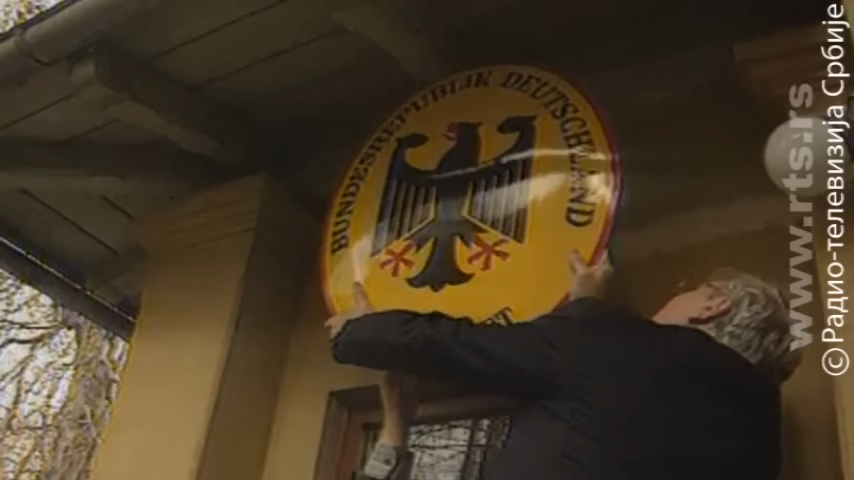 BUNDESREPUBLIK DEUTSCHLAND
www.rts.rs
©Радио-телевизија Србије